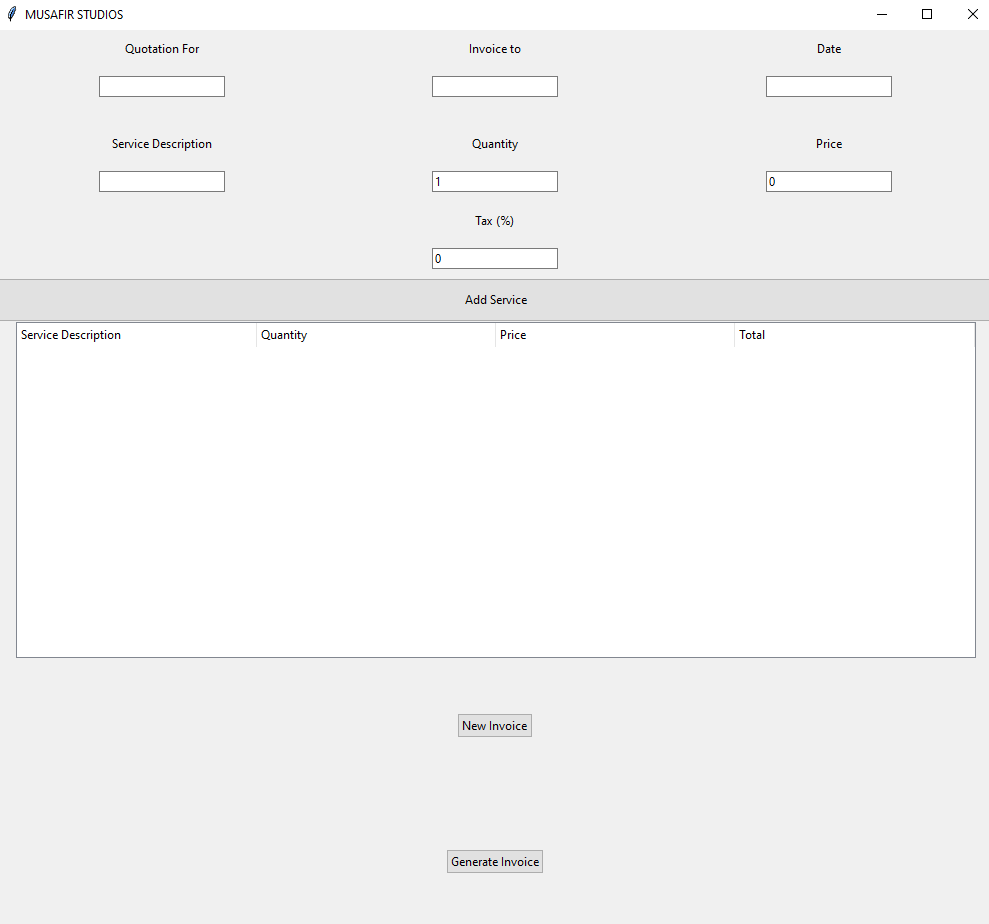 MUSAFIR STUDIOS
Quotation For Invoice to Date
Service Description Quantity Price
1 0
Tax (%)
0
Add Service
Service Description Quantity Price Total
New Invoice
Generate Invoice